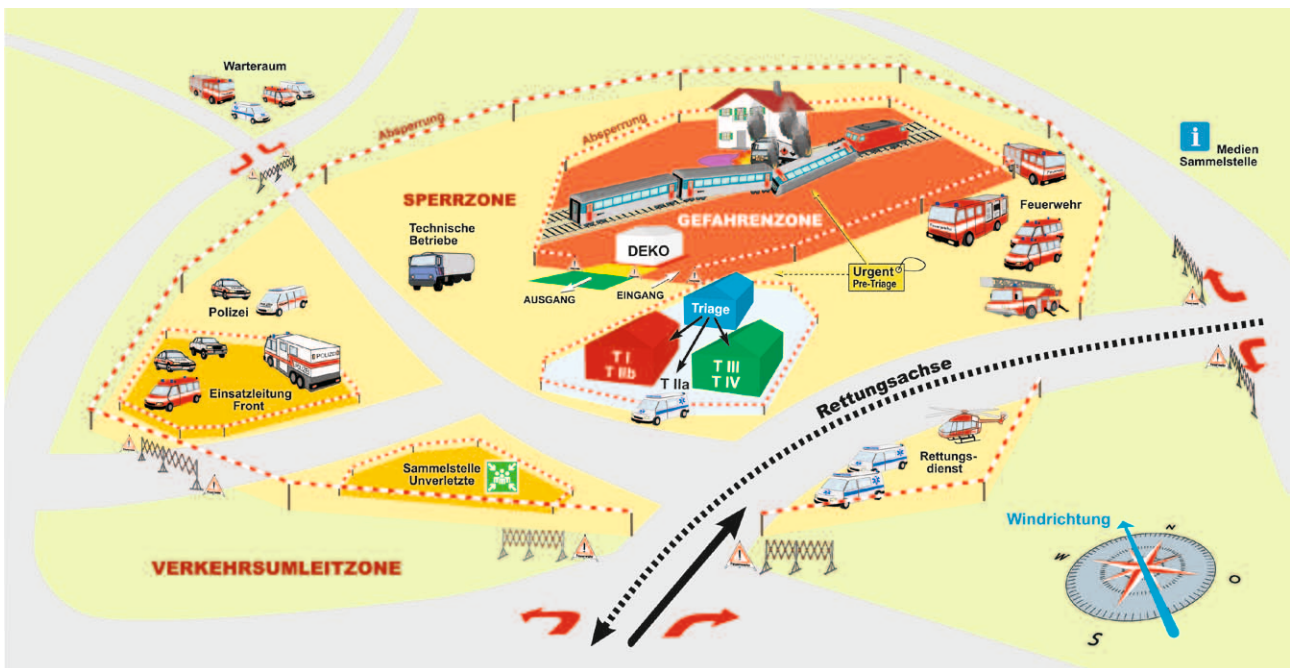 Warteraum
Absperrung
Absperrung
i
Medien
Sammelstelle
SPERRZONE
GEFAHRENZONE
Feuerwehr
Technische
Betriebe
DEKO
Urgent
Pre-Triage
AUSGANG
EINGANG
Triage
Polizei
POLIZEI
T I
T IIb
T III
T IV
T IIa
Einsatzleitung
Front
Rettungsachse
Sammelstelle
Unverletzte
Rettungs-
dienst
Windrichtung
N
W
O
S
VERKEHRSUMLEITZONE